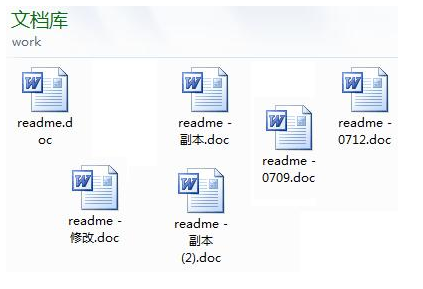 文档库
work
readme.d
oc
readme -
副本.doc
readme -
0709.doc
readme -
0712.doc
readme -
修改.doc
readme -
副本
(2).doc